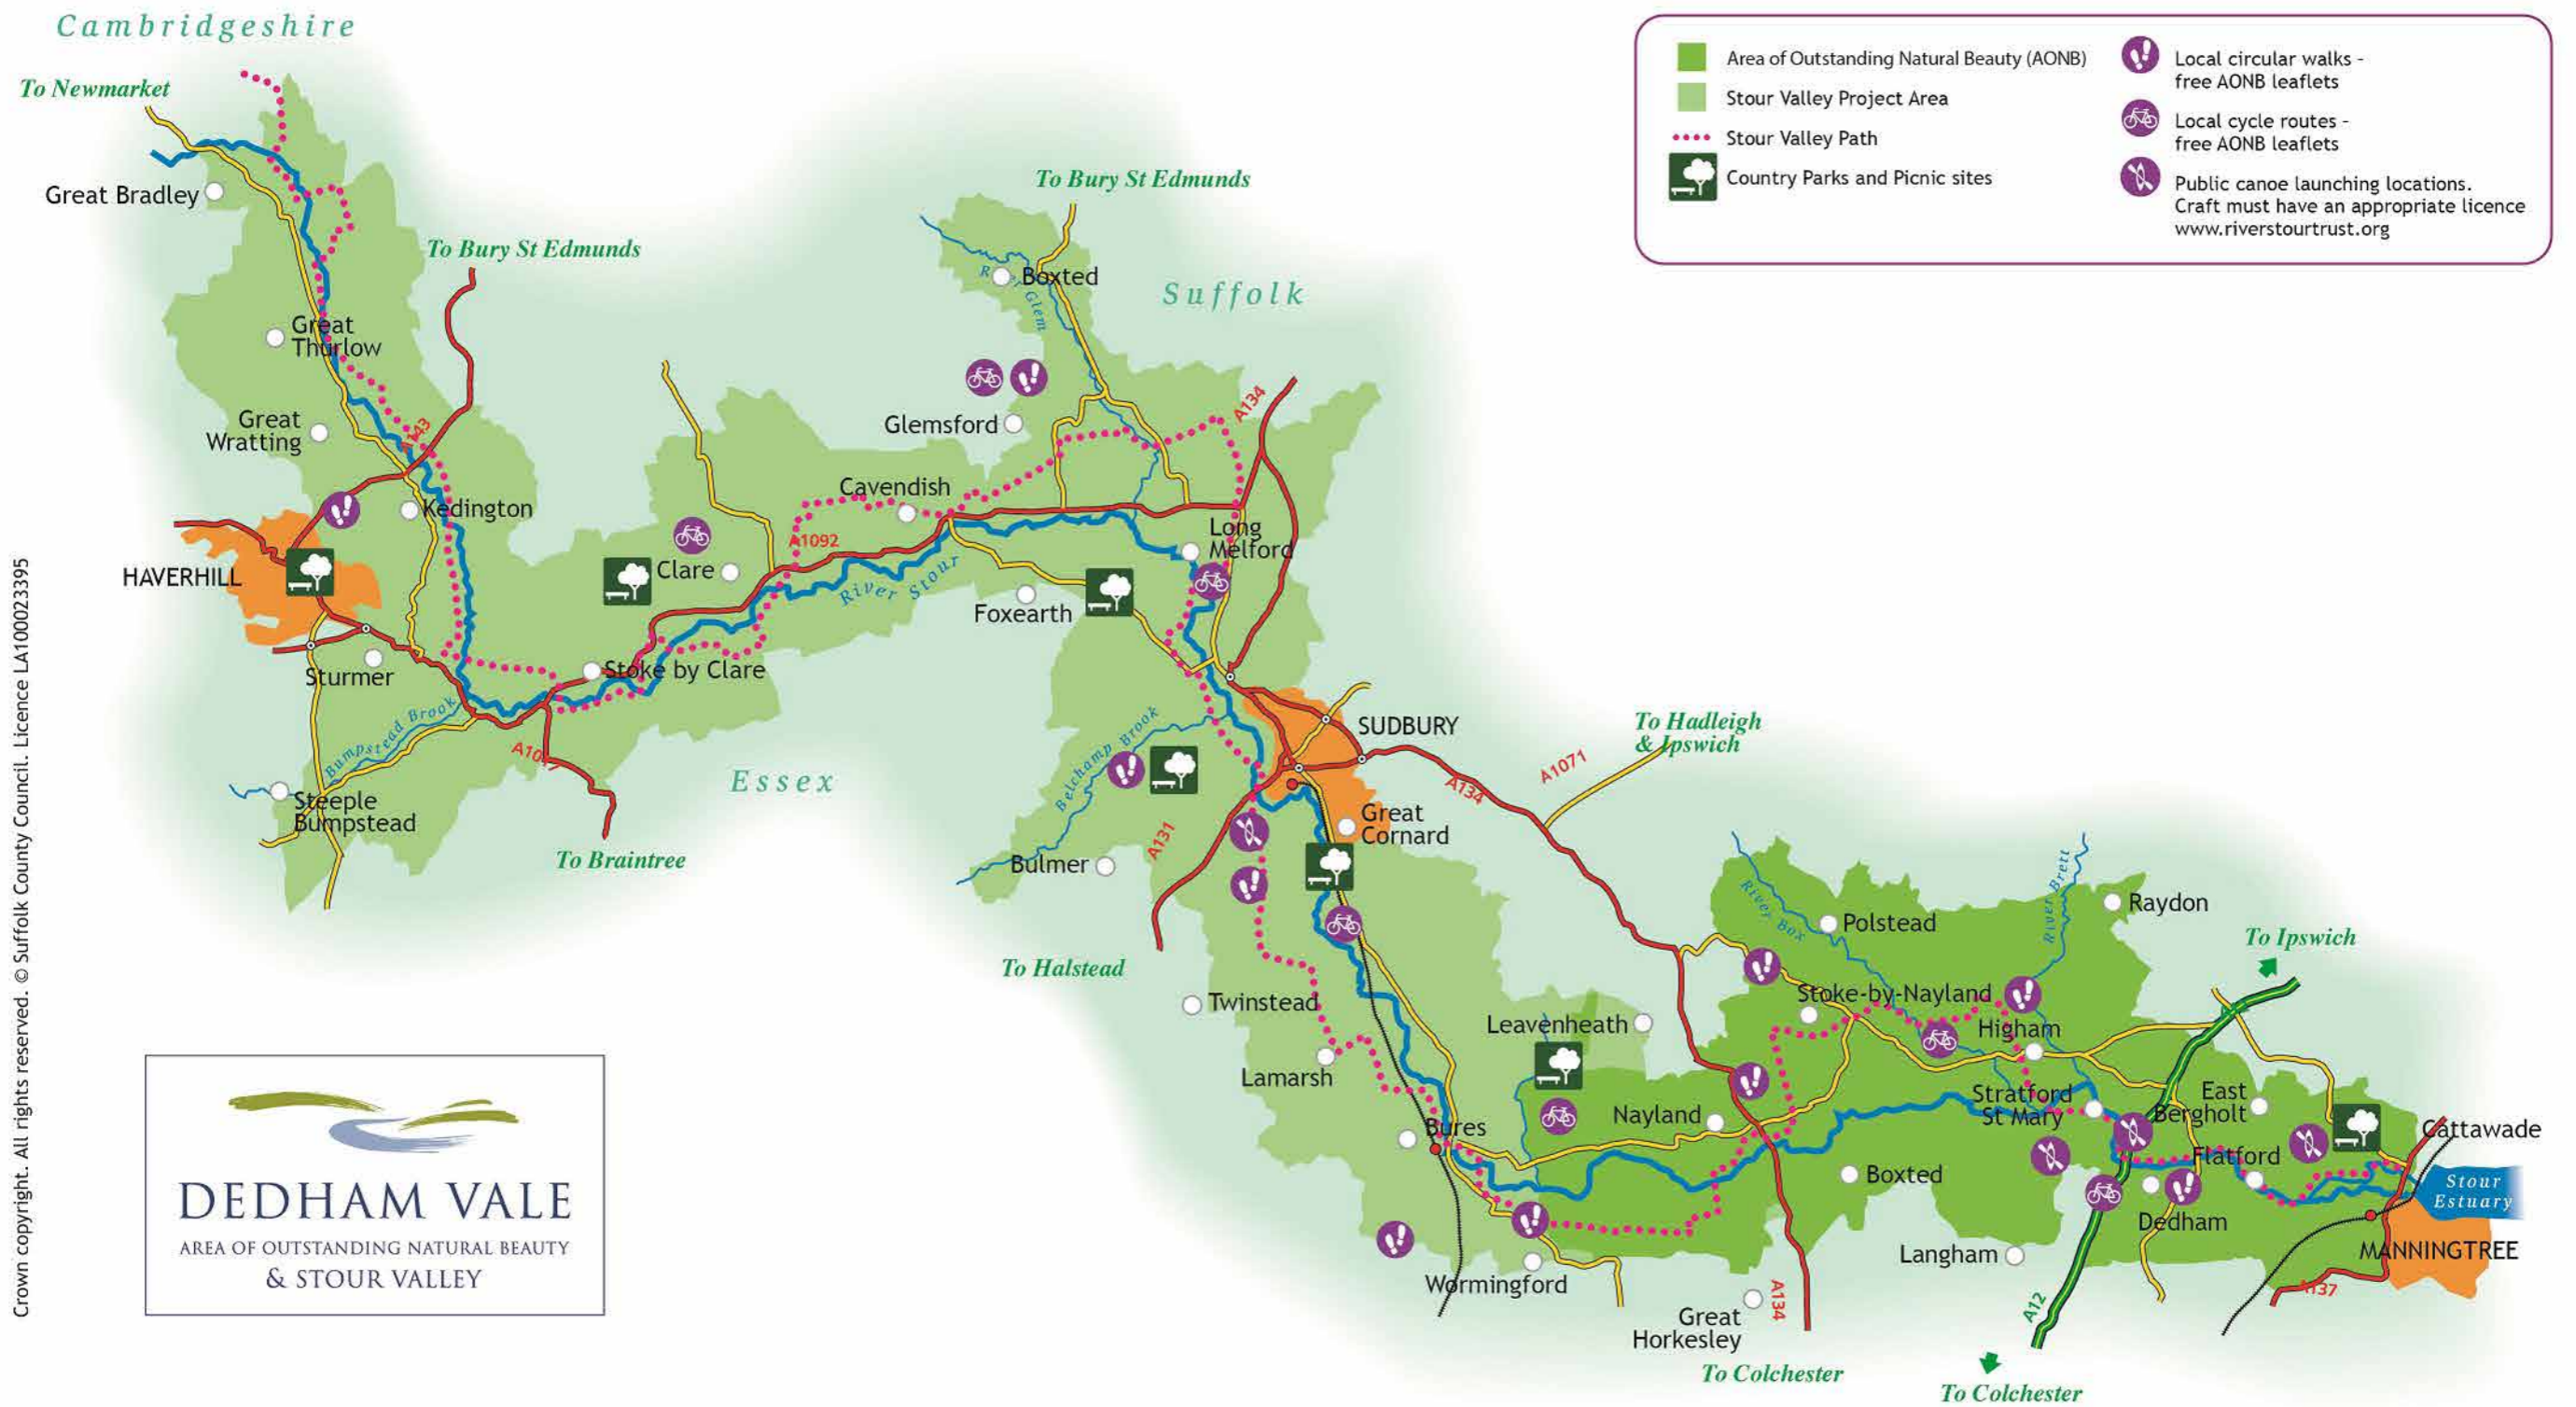 Cambridgeshire
To Newmarket
Great Bradley
To Bury St Edmunds
Great
Thurlow
Great
Wratting
A143
Kedington
HAVERHILL
Sturmer
Bumpstead Brook
Steeple
Bumpstead
A1017
To Braintree
Stoke by Clare
Clare
A1092
Cavendish
River Stour
Essex
To Bury St Edmunds
Boxted
River Glem
Suffolk
Glemsford
A134
Long
Melford
Foxearth
SUDBURY
Belchamp Brook
Great
Cornard
Bulmer
A131
To Halstead
Twinstead
Lamarsh
To Hadleigh
& Ipswich
A1071
A134
Leavenheath
Bures
Nayland
Wormingford
Great
Horkesley
A134
To Colchester
River Box
Polstead
River Brett
Raydon
To Ipswich
Stoke-by-Nayland
Higham
Stratford
St Mary
East
Bergholt
Flatford
Cattawade
Stour
Estuary
Boxted
Dedham
Langham
MANNINGTREE
A137
A12
To Colchester
Area of Outstanding Natural Beauty (AONB)
Stour Valley Project Area
Stour Valley Path
Country Parks and Picnic sites
Local circular walks -
free AONB leaflets
Local cycle routes -
free AONB leaflets
Public canoe launching locations.
Craft must have an appropriate licence
www.riverstourtrust.org
DEDHAM VALE
AREA OF OUTSTANDING NATURAL BEAUTY
& STOUR VALLEY
Crown copyright. All rights reserved. © Suffolk County Council. Licence LA100023395